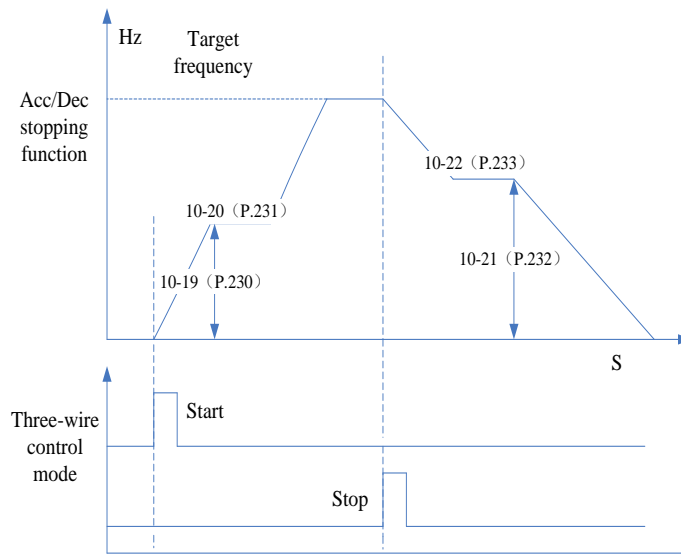 Hz
Target
frequency
Acc/Dec
stopping
function
10-22（P.233）
10-20（P.231）
10-21（P.232）
10-19（P.230）
S
Three-wire
control
mode
Start
Stop